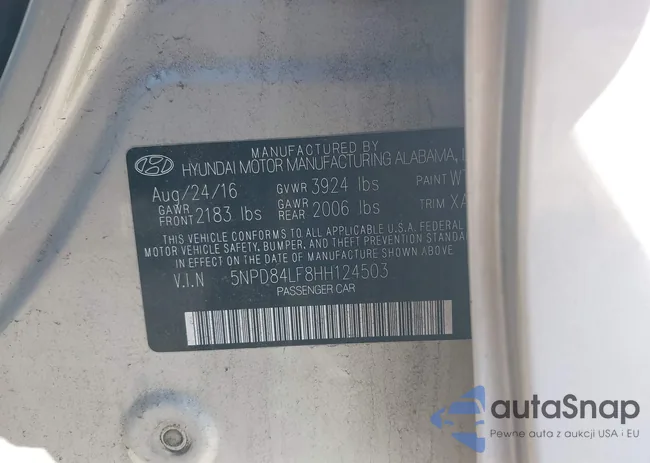 MANUFACTURED BY
HYUNDAI MOTOR MANUFACTURING ALABAMA,
Aug/24/16 GVWR 3924 lbs PAINT
GAWR FRONT 2183 lbs GAWR REAR 2006 lbs TRIM
THIS VEHICLE CONFORMS TO ALL APPLICABLE U.S.A. FEDERAL
MOTOR VEHICLE SAFETY, BUMPER, AND THEFT PREVENTION
IN EFFECT ON THE DATE OF MANUFACTURE SHOWN ABOVE.
V.I.N 5NPD84LF8HH124503
PASSENGER CAR
autaSnap
Pewne auta z aukcji USA i EU